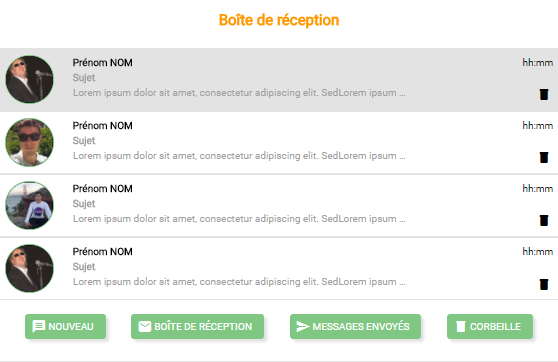 Boîte de réception
Prénom NOM hh:mm
Sujet
Lorem ipsum dolor sit amet, consectetur adipiscing elit. SedLorem ipsum ...
Prénom NOM hh:mm
Sujet
Lorem ipsum dolor sit amet, consectetur adipiscing elit. SedLorem ipsum ...
Prénom NOM hh:mm
Sujet
Lorem ipsum dolor sit amet, consectetur adipiscing elit. SedLorem ipsum ...
Prénom NOM hh:mm
Sujet
Lorem ipsum dolor sit amet, consectetur adipiscing elit. SedLorem ipsum ...
NOUVEAU BOÎTE DE RÉCEPTION MESSAGES ENVOYÉS CORBEILLE